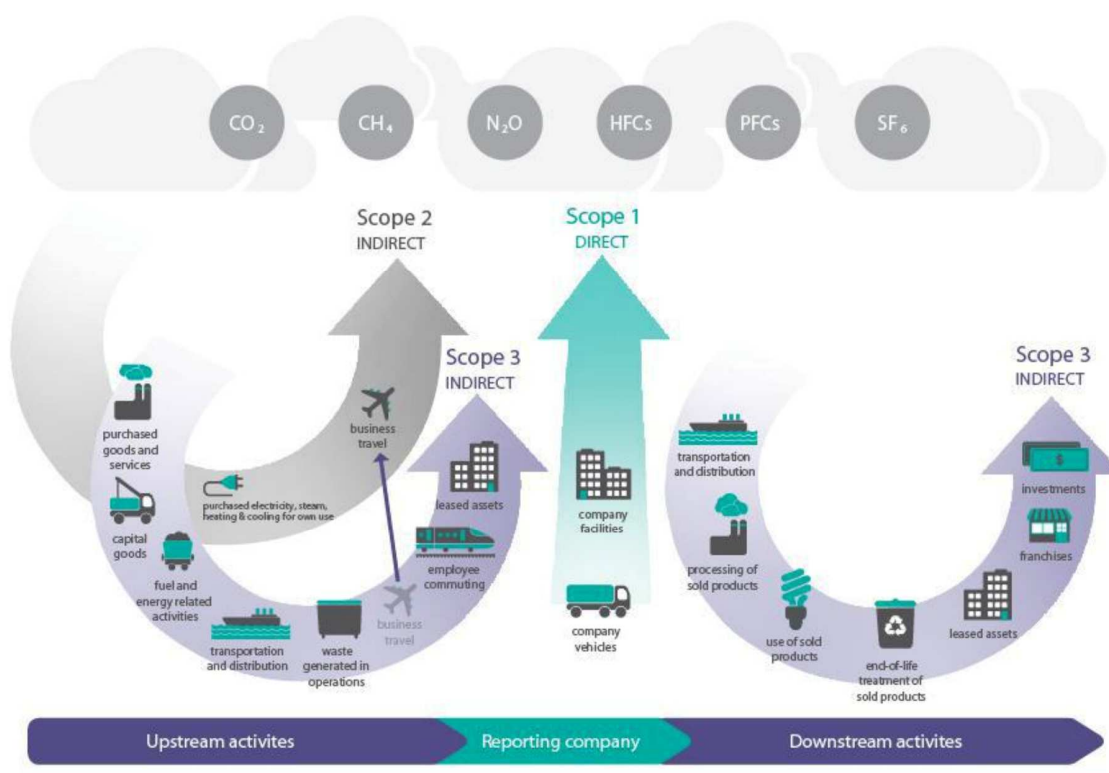 CO₂
CH₄
N₂O
HFCs
PFCs
SF₆
Scope 2
INDIRECT
Scope 1
DIRECT
Scope 3
INDIRECT
Scope 3
INDIRECT
purchased
goods and
services
capital
goods
fuel and
energy related
activities
purchased electricity, steam,
heating & cooling for own use
transportation
and distribution
waste
generated in
operations
business
travel
business
travel
employee
commuting
leased assets
company
facilities
company
vehicles
transportation
and distribution
processing of
sold products
use of sold
products
end-of-life
treatment of
sold products
leased assets
franchises
$
investments
Upstream activites
Reporting company
Downstream activites